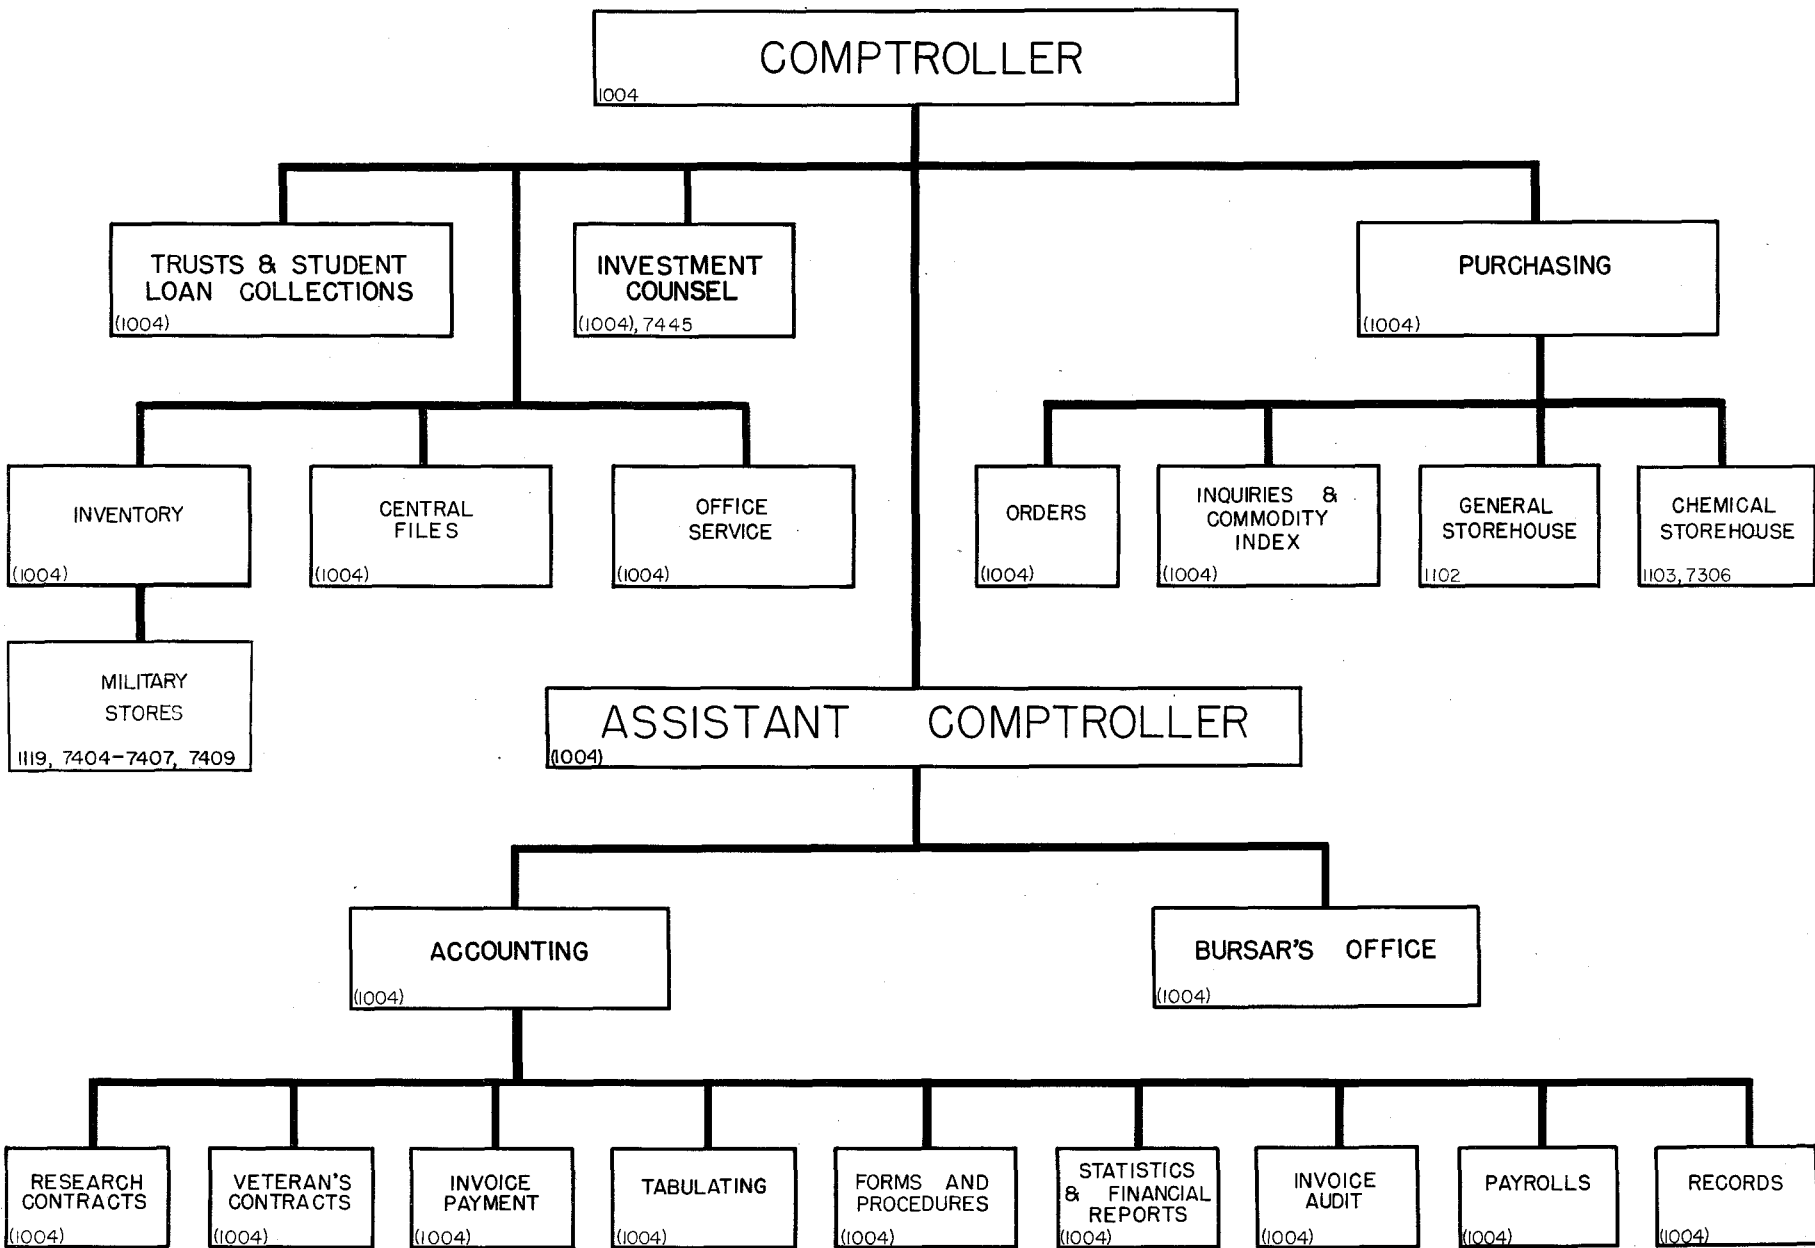 COMPTROLLER
1004
TRUSTS & STUDENT
LOAN COLLECTIONS
(1004)
INVESTMENT
COUNSEL
(1004), 7445
PURCHASING
(1004)
INVENTORY
(1004)
CENTRAL
FILES
(1004)
OFFICE
SERVICE
(1004)
ORDERS
(1004)
INQUIRIES &
COMMODITY
INDEX
(1004)
GENERAL
STOREHOUSE
1102
CHEMICAL
STOREHOUSE
1103, 7306
MILITARY
STORES
1119, 7404-7407, 7409
ASSISTANT COMPTROLLER
(1004)
ACCOUNTING
(1004)
BURSAR'S OFFICE
(1004)
RESEARCH
CONTRACTS
(1004)
VETERAN'S
CONTRACTS
(1004)
INVOICE
PAYMENT
(1004)
TABULATING
(1004)
FORMS AND
PROCEDURES
(1004)
STATISTICS
& FINANCIAL
REPORTS
(1004)
INVOICE
AUDIT
(1004)
PAYROLLS
(1004)
RECORDS
(1004)